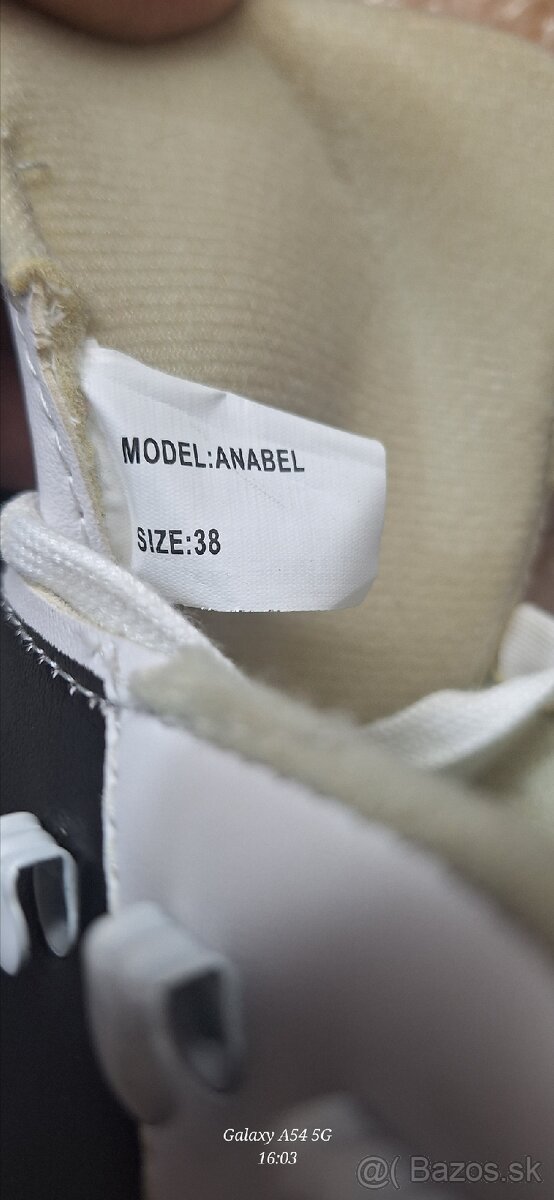 MODEL:ANABEL
SIZE:38
Galaxy A54 5G
16:03
@( Bazos.sk